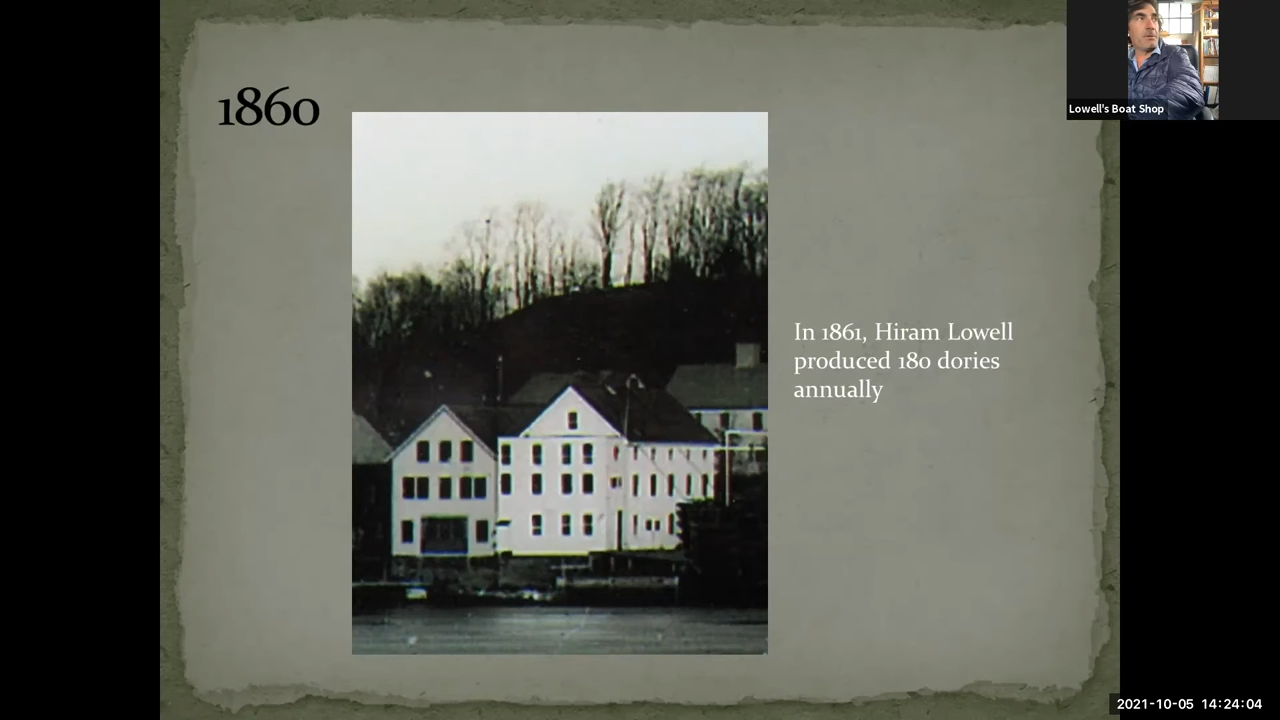 1860
In 1861, Hiram Lowell
produced 180 dories
annually
Lowell's Boat Shop
2021-10-05 14:24:04